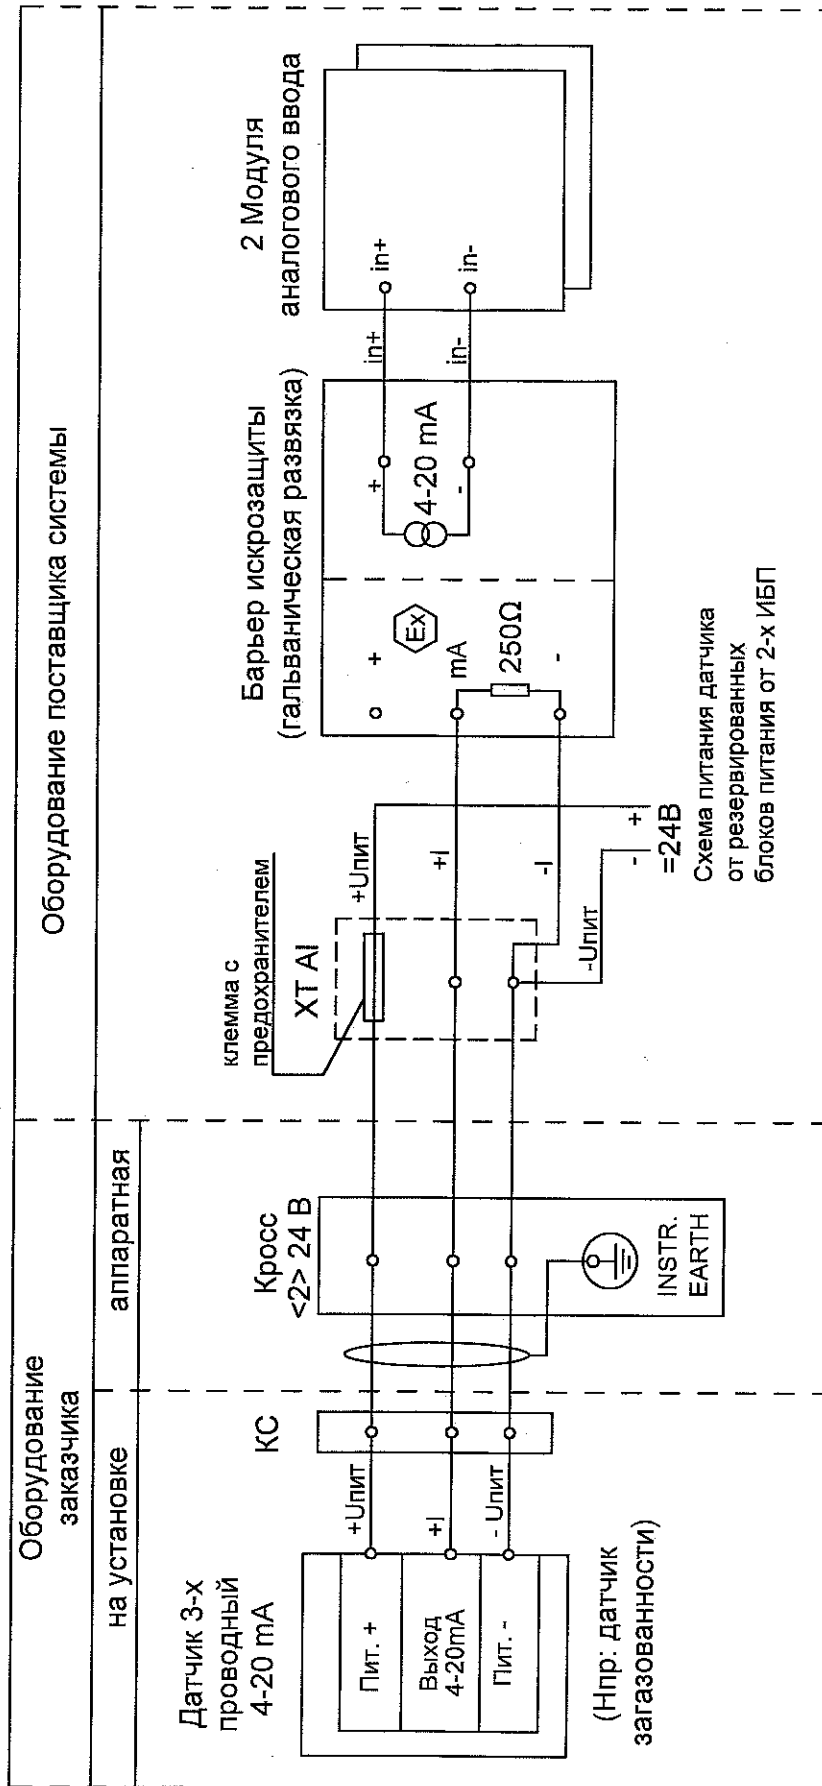 Оборудование
заказчика
Оборудование поставщика системы
на установке
аппаратная
Датчик 3-х
проводный
4-20 mA
Пит. +
Выход
4-20mA
Пит. -
(Нпр: датчик
загазованности)
+Uпит
+I
- Uпит
КС
Кросс
<2> 24 В
INSTR.
EARTH
клемма с
предохранителем
XT AI
+Uпит
+I
-I
-Uпит
- +
=24В
Схема питания датчика
от резервированных
блоков питания от 2-х ИБП
Барьер искрозащиты
(гальваническая развязка)
+
Ex
mA
250Ω
-
+
4-20 mA
-
in+
in-
2 Модуля
аналогового ввода
in+
in-